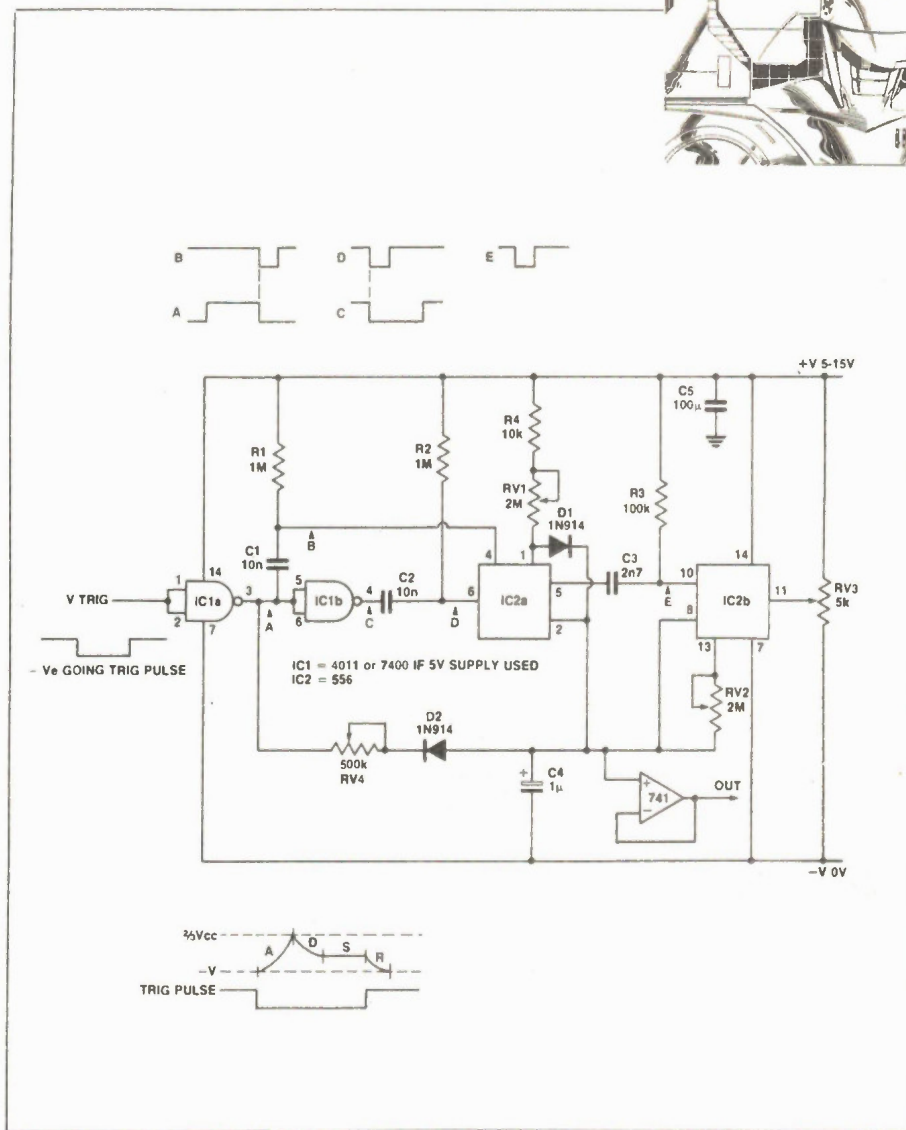 B
D
E
A
C
+V 5-15V
C5
100μ
R4
10k
R1
1M
R2
1M
RV1
2M
R3
100k
D1
1N914
B
C1
10n
4
1
C3
2n7
14
1
14
3
5
4
C2
10n
6
5
10
11
RV3
5k
V TRIG
IC1a
IC1b
IC2a
IC2b
2
7
A
6
C
D
2
E
8
13
7
– Ve GOING TRIG PULSE
IC1 = 4011 or 7400 IF 5V SUPPLY USED
IC2 = 556
RV2
2M
D2
1N914
500k
RV4
+
C4
1μ
+
741
–
OUT
–V 0V
⅔Vcc
A
D
S
R
–V
TRIG PULSE